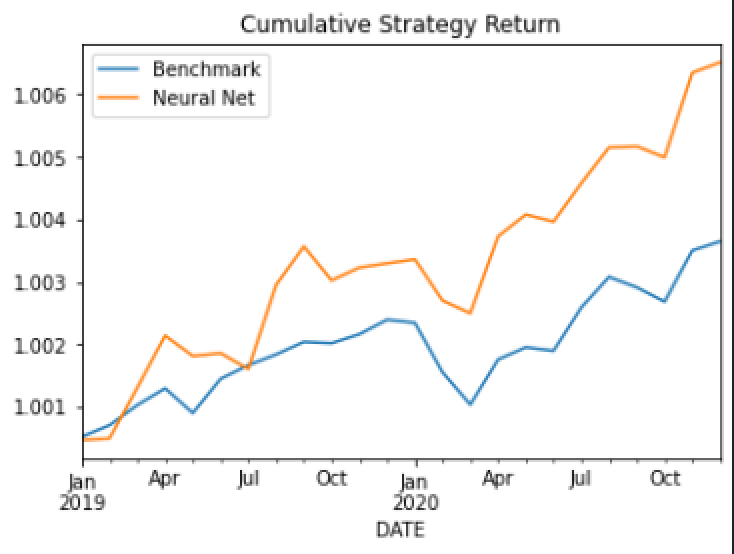 Cumulative Strategy Return
Benchmark
Neural Net
1.006
1.005
1.004
1.003
1.002
1.001
Jan Apr Jul Oct Jan Apr Jul Oct
2019 2020
DATE